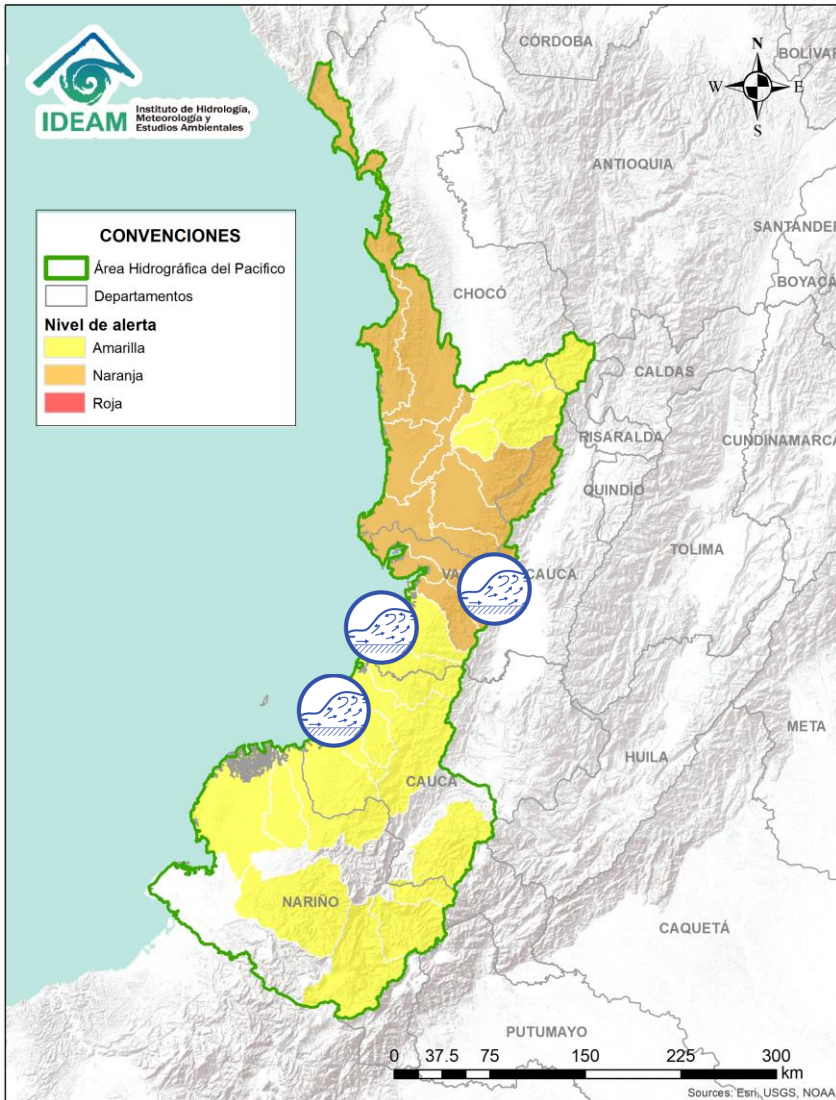 CÓRDOBA
BOLÍVAR
N
W E
S
IDEAM Instituto de Hidrología,
Meteorología y
Estudios Ambientales
ANTIOQUIA
CONVENCIONES
Área Hidrográfica del Pacifico
Departamentos
Nivel de alerta
Amarilla
Naranja
Roja
SANTANDER
BOYACÁ
CHOCÓ
CALDAS
RISARALDA
CUNDINAMARCA
QUINDÍO
TOLIMA
CAUCA
META
HUILA
CAUCA
NARIÑO
CAQUETÁ
PUTUMAYO
0 37.5 75 150 225 300
km
Sources: Esri, USGS, NOAA